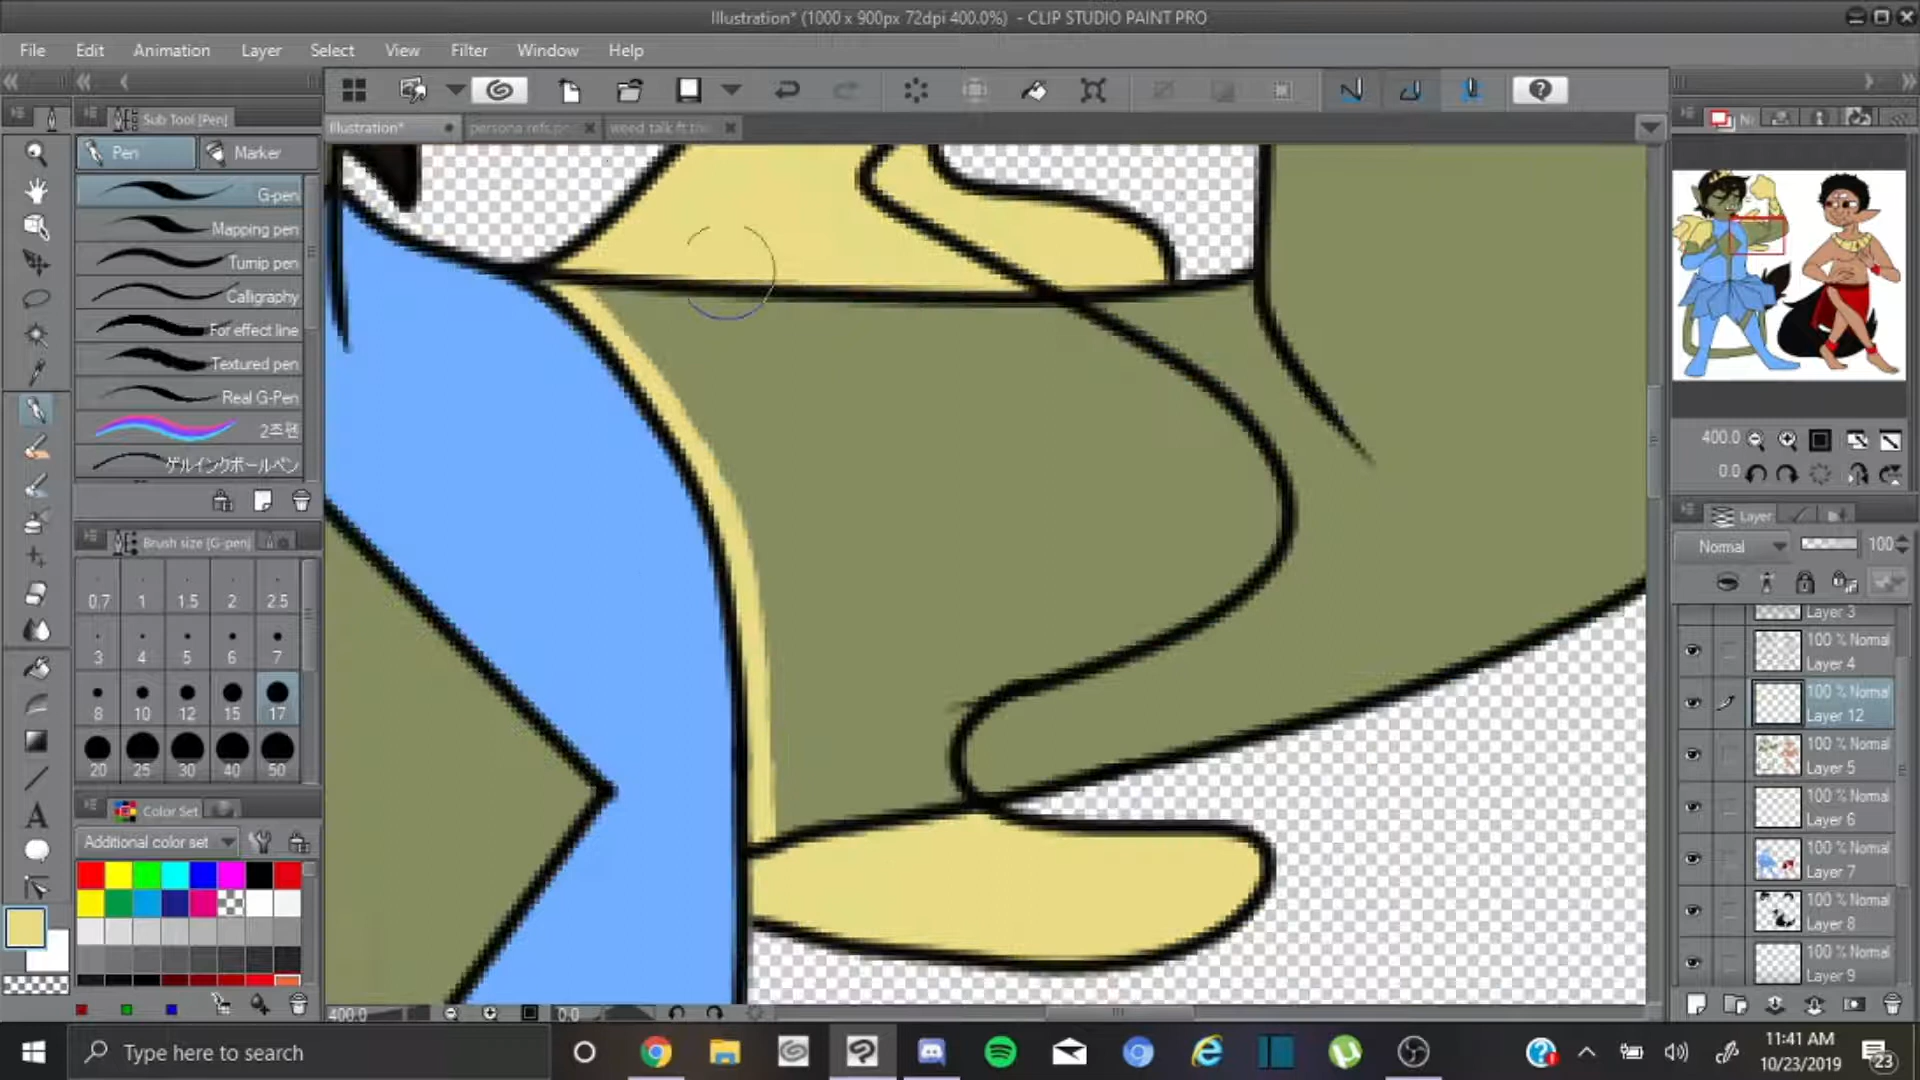 Illustration* (1000 x 900px 72dpi 400.0%) - CLIP STUDIO PAINT PRO
File Edit Animation Layer Select View Filter Window Help
Sub Tool [Pen]
Illustration* persona refs weed talk ft
Pen Marker
G-pen
Mapping pen
Turnip pen
Calligraphy
For effect line
Textured pen
Real G-Pen
2츠펜
ゲルインクボールペン
Brush size [G-pen]
0.7 1 1.5 2 2.5
3 4 5 6 7
8 10 12 15 17
20 25 30 40 50
Color Set
Additional color set
400.0 0.0
400.0
0.0
Layer
Normal 100
Layer 3
100 % Normal
Layer 4
100 % Normal
Layer 12
100 % Normal
Layer 5
100 % Normal
Layer 6
100 % Normal
Layer 7
100 % Normal
Layer 8
100 % Normal
Layer 9
Type here to search
11:41 AM
10/23/2019
23